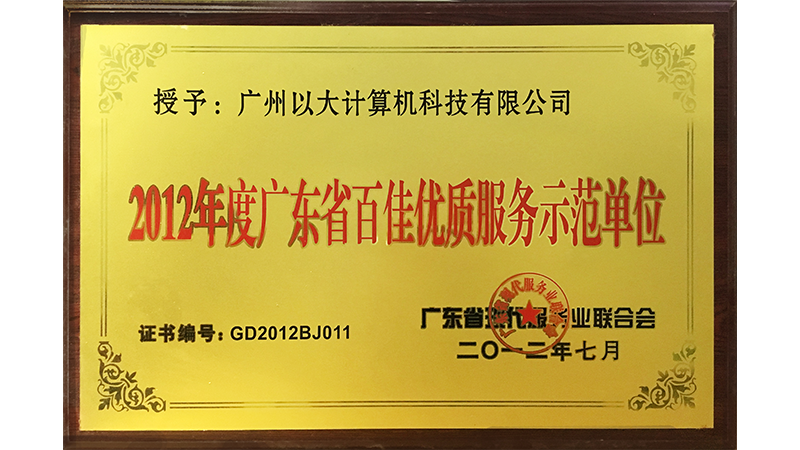 授予：广州以大计算机科技有限公司
2012年度广东省百佳优质服务示范单位
证书编号：GD2012BJ011
广东省现代服务业联合会
二〇一二年七月